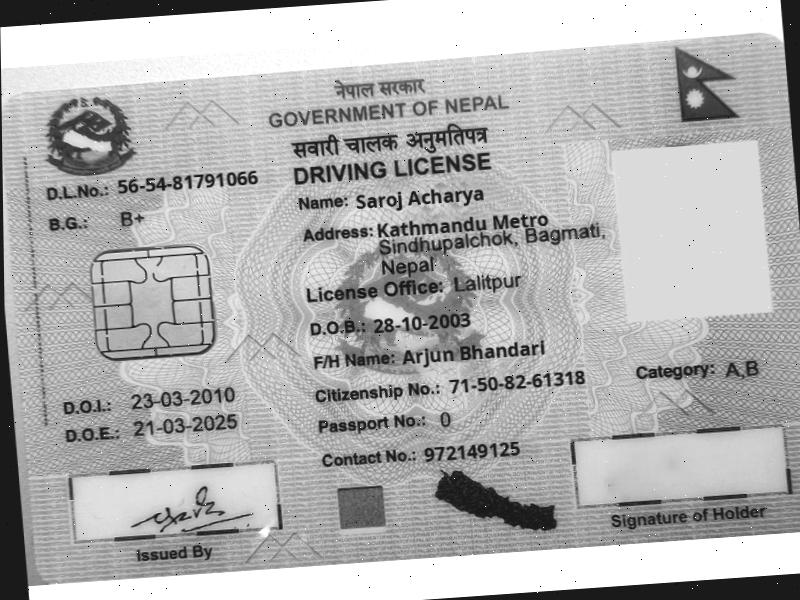 नेपाल सरकार
GOVERNMENT OF NEPAL
सवारी चालक अनुमतिपत्र
DRIVING LICENSE
D.L.No.: 56-54-81791066
B.G.: B+
Name: Saroj Acharya
Address: Kathmandu Metro
Sindhupalchok, Bagmati,
Nepal
License Office: Lalitpur
D.O.B.: 28-10-2003
F/H Name: Arjun Bhandari
Citizenship No.: 71-50-82-61318
Category: A,B
Passport No.: 0
Contact No.: 972149125
D.O.I.: 23-03-2010
D.O.E.: 21-03-2025
Issued By
Signature of Holder